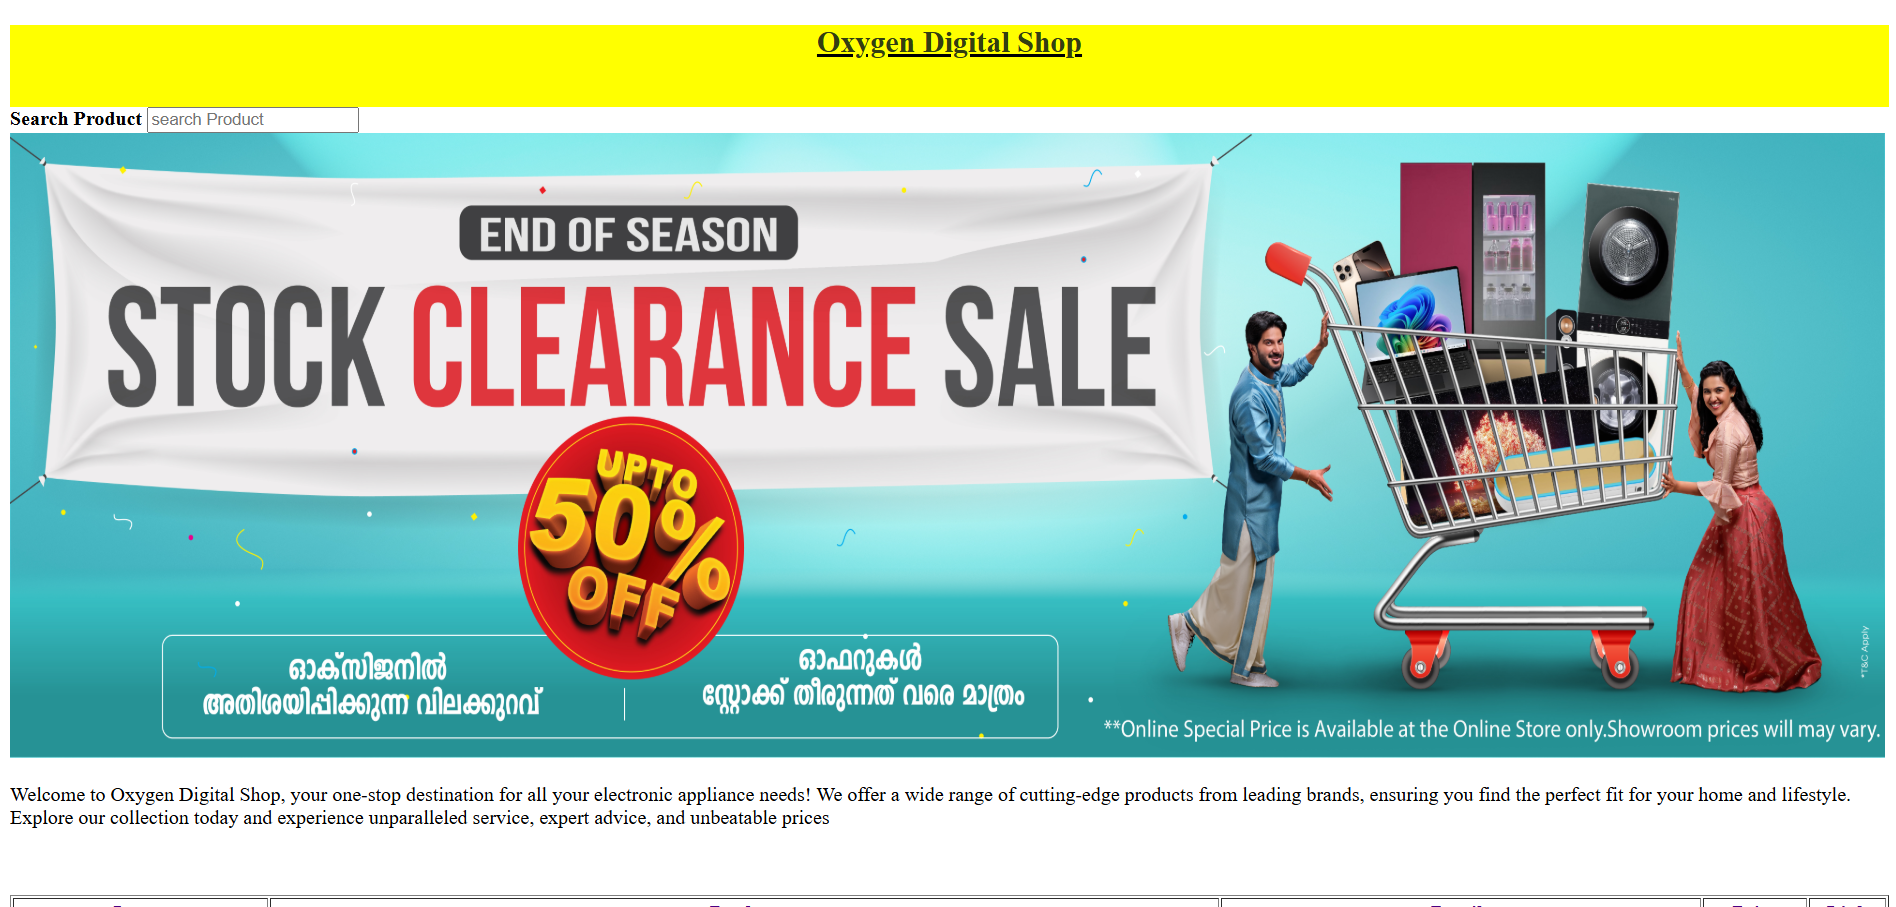 Oxygen Digital Shop
Search Product search Product
END OF SEASON
STOCK CLEARANCE SALE
UPTO
50%
OFF
ഓക്സിജനിൽ
അതിശയിപ്പിക്കുന്ന വിലക്കുറവ്
ഓഫറുകൾ
സ്റ്റോക്ക് തീരുന്നത് വരെ മാത്രം
*T&C Apply
**Online Special Price is Available at the Online Store only.Showroom prices will may vary.
Welcome to Oxygen Digital Shop, your one-stop destination for all your electronic appliance needs! We offer a wide range of cutting-edge products from leading brands, ensuring you find the perfect fit for your home and lifestyle.
Explore our collection today and experience unparalleled service, expert advice, and unbeatable prices